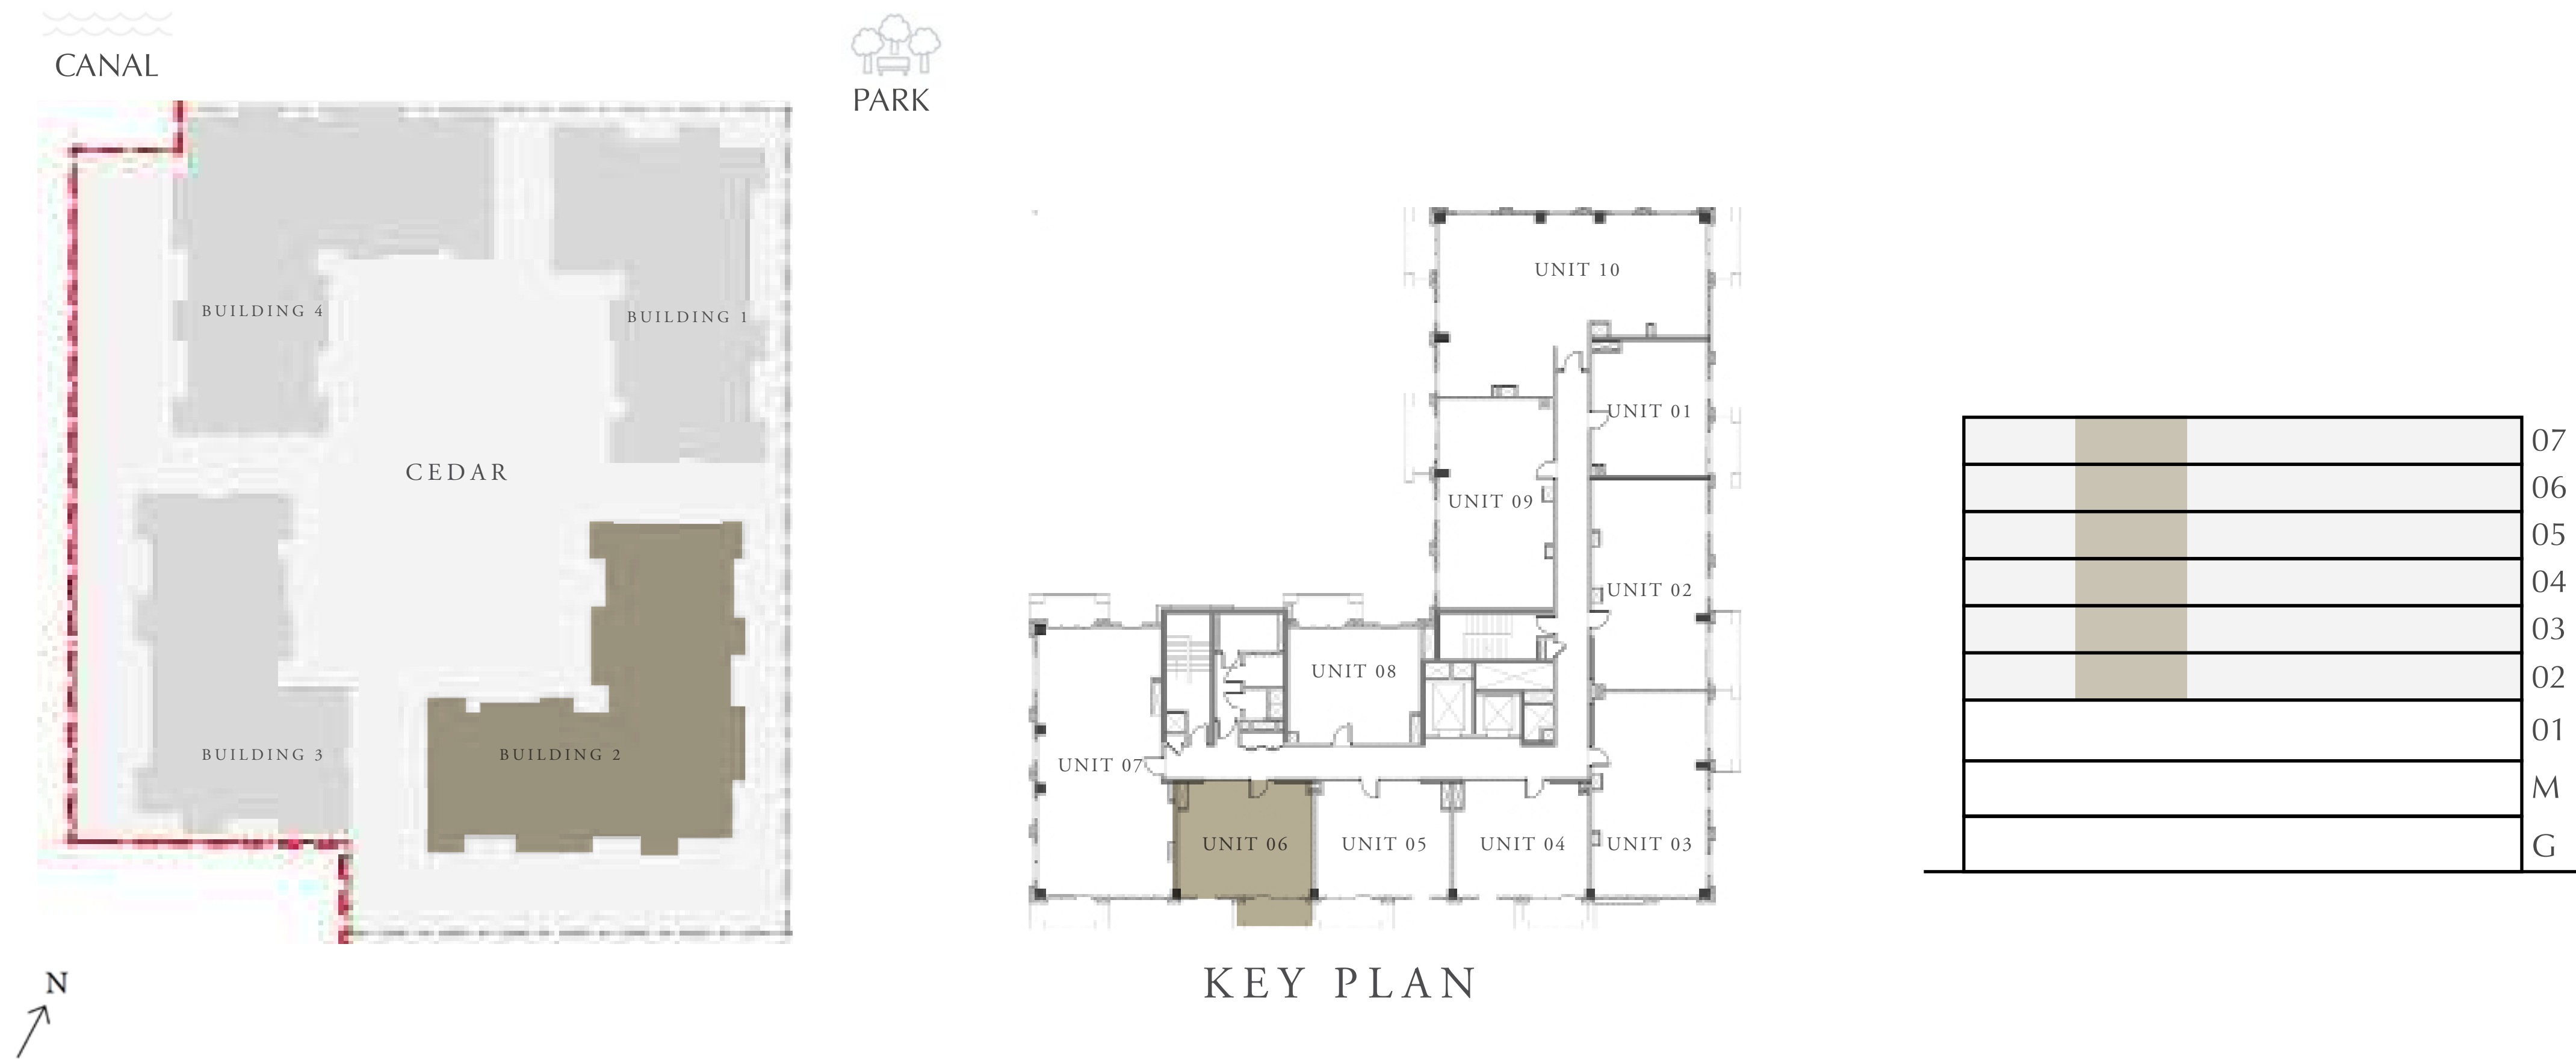 CANAL
PARK
BUILDING 4
BUILDING 1
CEDAR
BUILDING 3
BUILDING 2
N
UNIT 10
UNIT 01
UNIT 09
UNIT 02
UNIT 08
UNIT 07
UNIT 06
UNIT 05
UNIT 04
UNIT 03
KEY PLAN
07
06
05
04
03
02
01
M
G